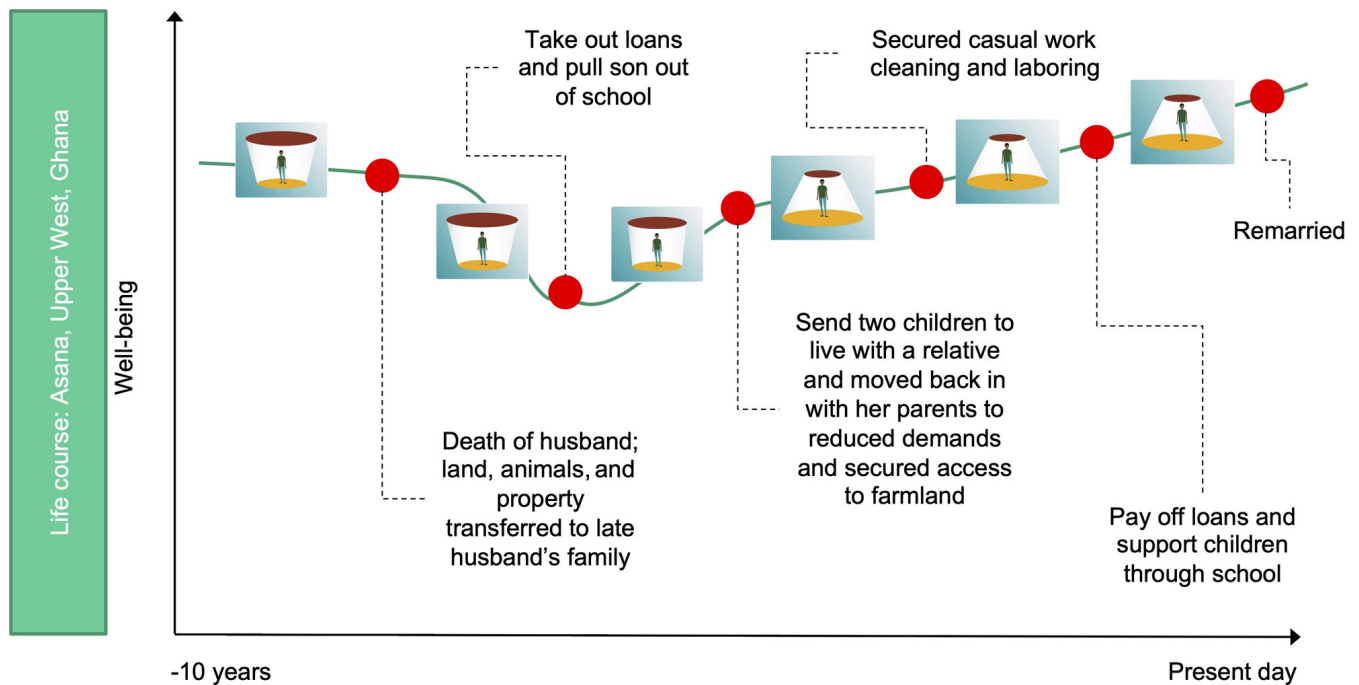 Life course: Asana, Upper West, Ghana
Well-being
Take out loans
and pull son out
of school
Secured casual work
cleaning and laboring
Remarried
Death of husband;
land, animals, and
property
transferred to late
husband's family
Send two children to
live with a relative
and moved back in
with her parents to
reduced demands
and secured access
to farmland
Pay off loans and
support children
through school
-10 years
Present day